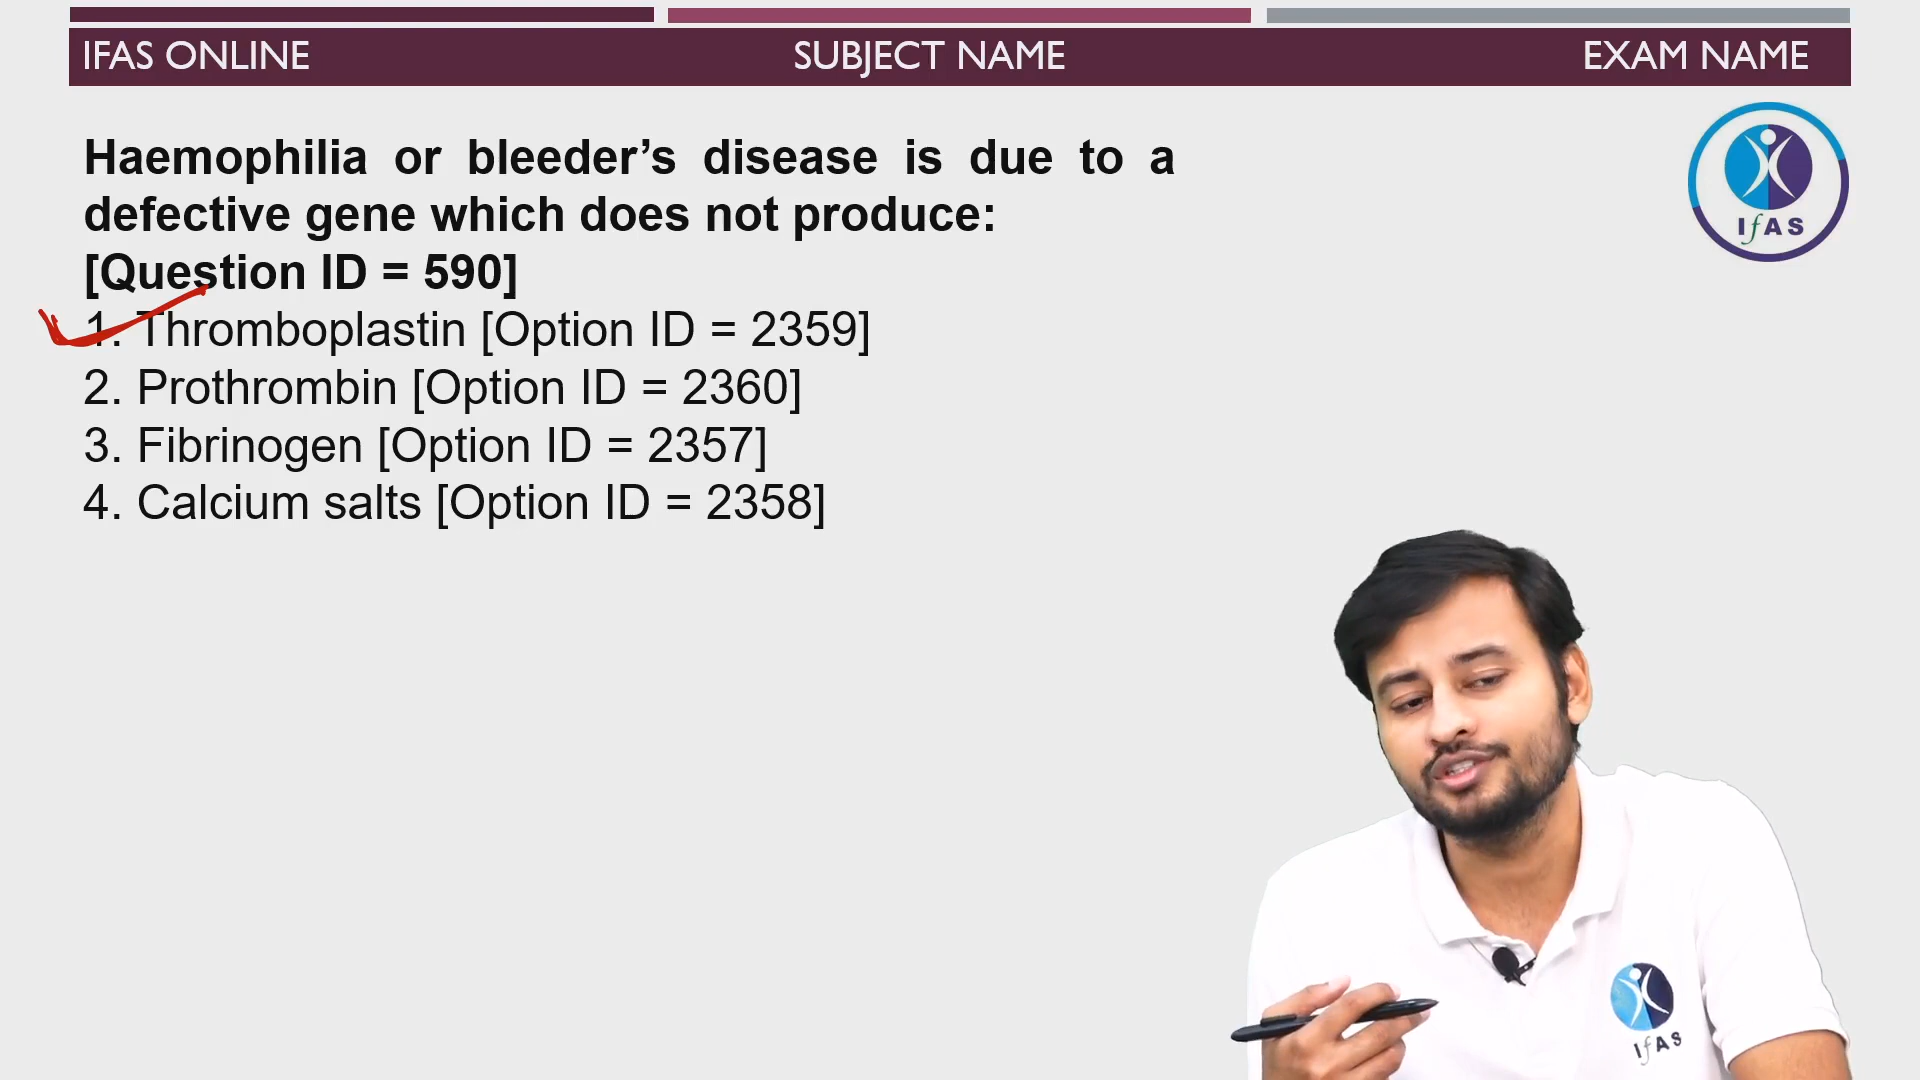 IFAS ONLINE SUBJECT NAME EXAM NAME
Haemophilia or bleeder’s disease is due to a
defective gene which does not produce:
[Question ID = 590]
1. Thromboplastin [Option ID = 2359]
2. Prothrombin [Option ID = 2360]
3. Fibrinogen [Option ID = 2357]
4. Calcium salts [Option ID = 2358]
IfAS
IfAS